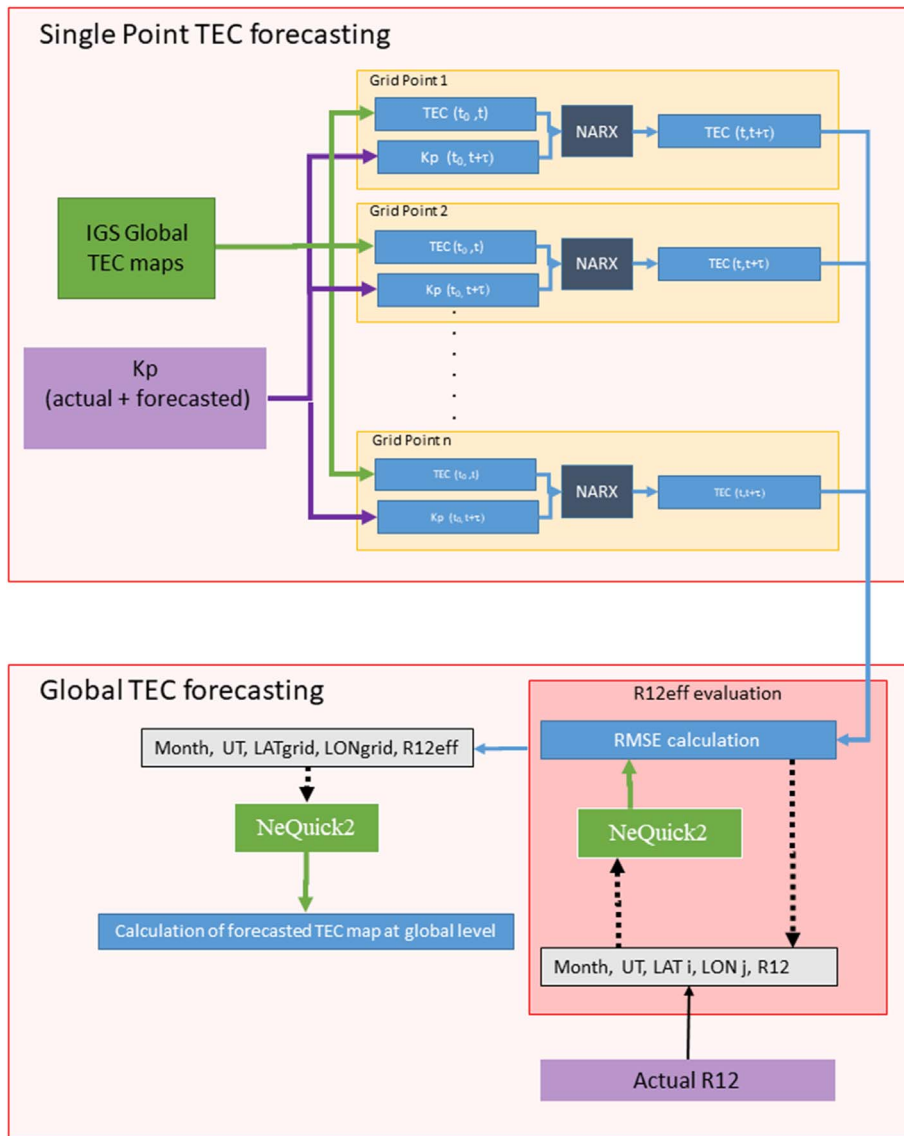 Single Point TEC forecasting
Grid Point 1
TEC (t₀ ,t)
Kp (t₀, t+τ)
NARX
TEC (t,t+τ)
IGS Global
TEC maps
Grid Point 2
TEC (t₀ ,t)
Kp (t₀, t+τ)
NARX
TEC (t,t+τ)
Kp
(actual + forecasted)
Grid Point n
TEC (t₀ ,t)
Kp (t₀, t+τ)
NARX
TEC (t,t+τ)
Global TEC forecasting
R12eff evaluation
RMSE calculation
Month, UT, LATgrid, LONgrid, R12eff
NeQuick2
NeQuick2
Calculation of forecasted TEC map at global level
Month, UT, LAT i, LON j, R12
Actual R12